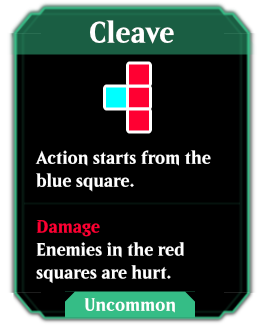 Cleave
Action starts from the
blue square.
Damage
Enemies in the red
squares are hurt.
Uncommon